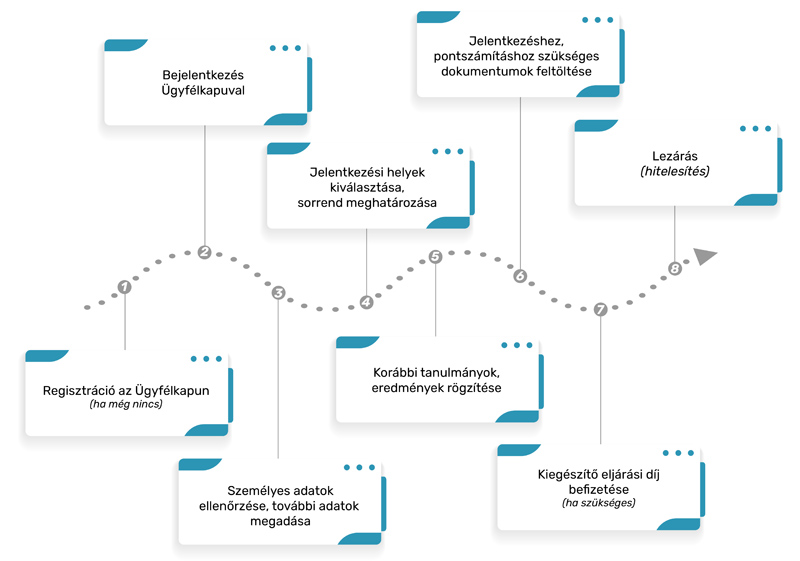 1
Regisztráció az Ügyfélkapun
(ha még nincs)
2
Bejelentkezés
Ügyfélkapuval
3
Személyes adatok
ellenőrzése, további adatok
megadása
4
Jelentkezési helyek
kiválasztása,
sorrend meghatározása
5
Korábbi tanulmányok,
eredmények rögzítése
6
Jelentkezéshez,
pontszámításhoz szükséges
dokumentumok feltöltése
7
Kiegészítő eljárási díj
befizetése
(ha szükséges)
8
Lezárás
(hitelesítés)